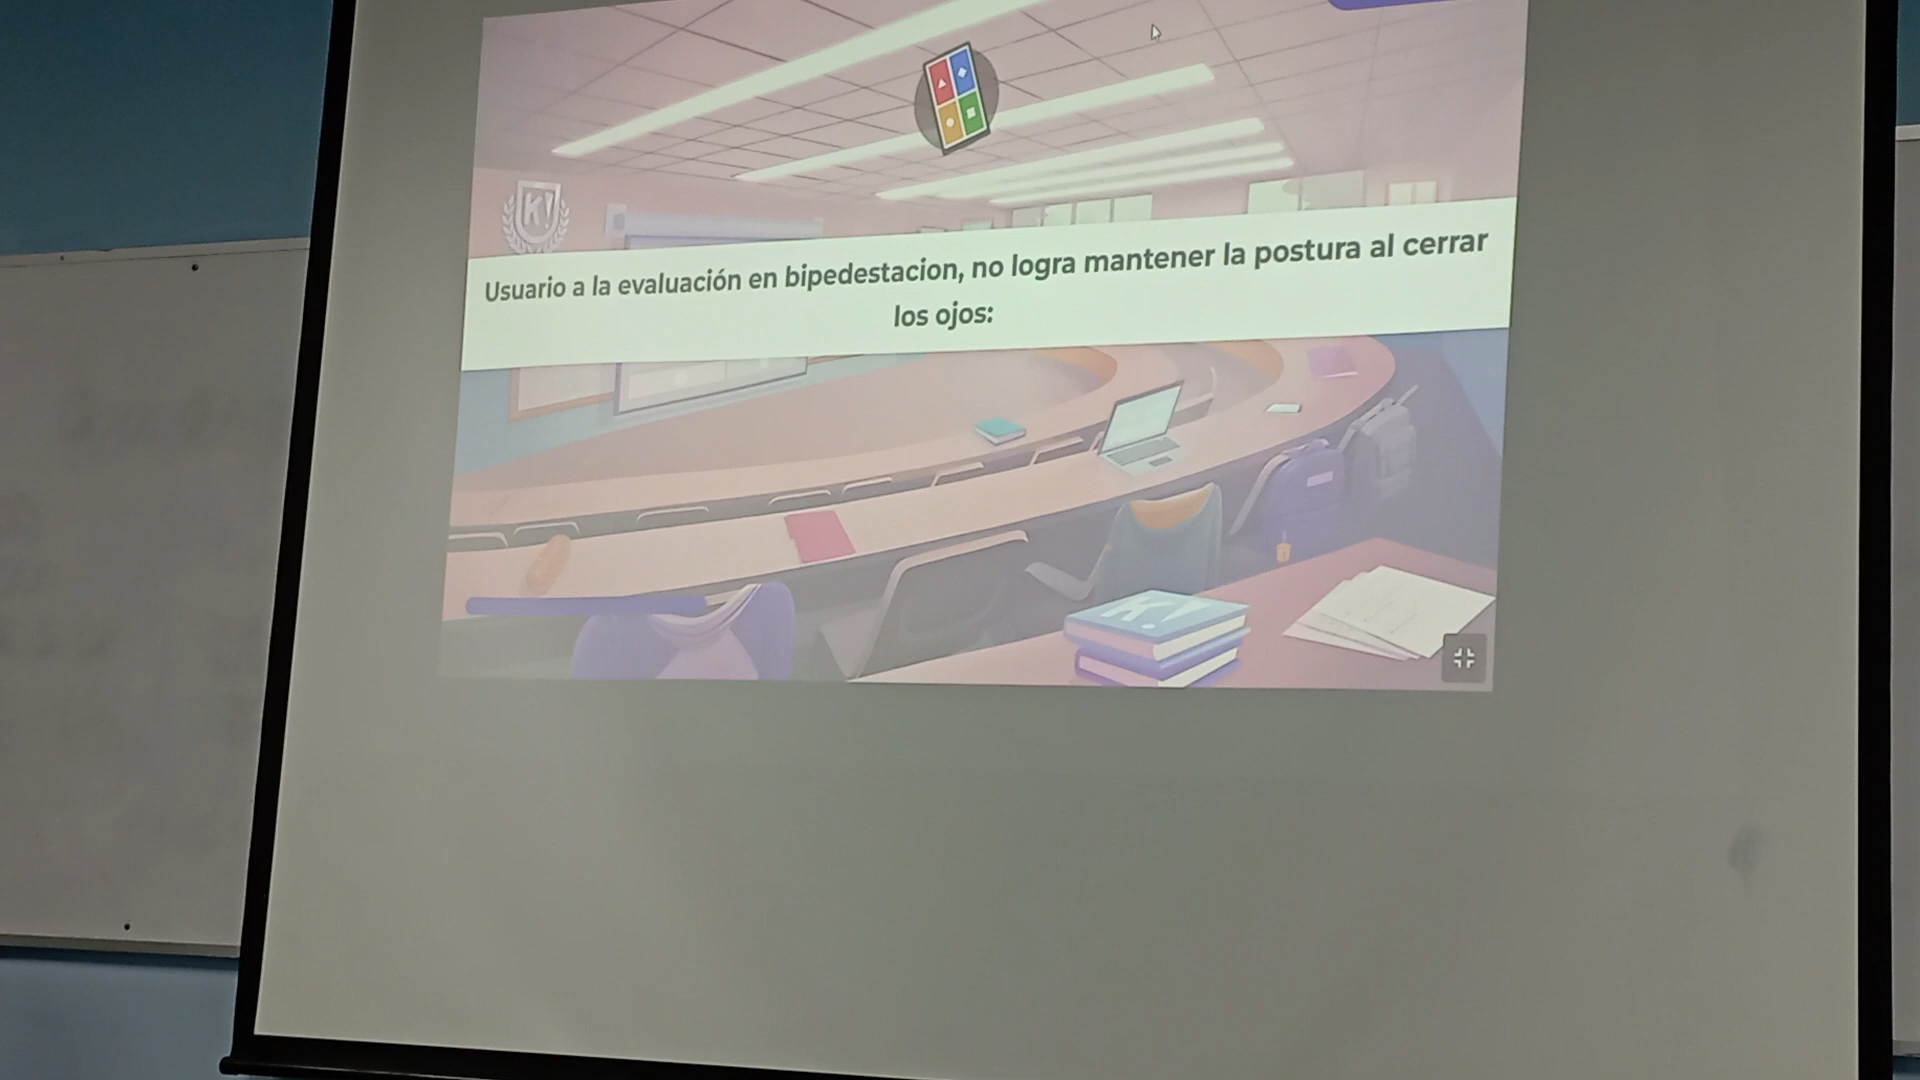 K!
Usuario a la evaluación en bipedestacion, no logra mantener la postura al cerrar
los ojos:
K!